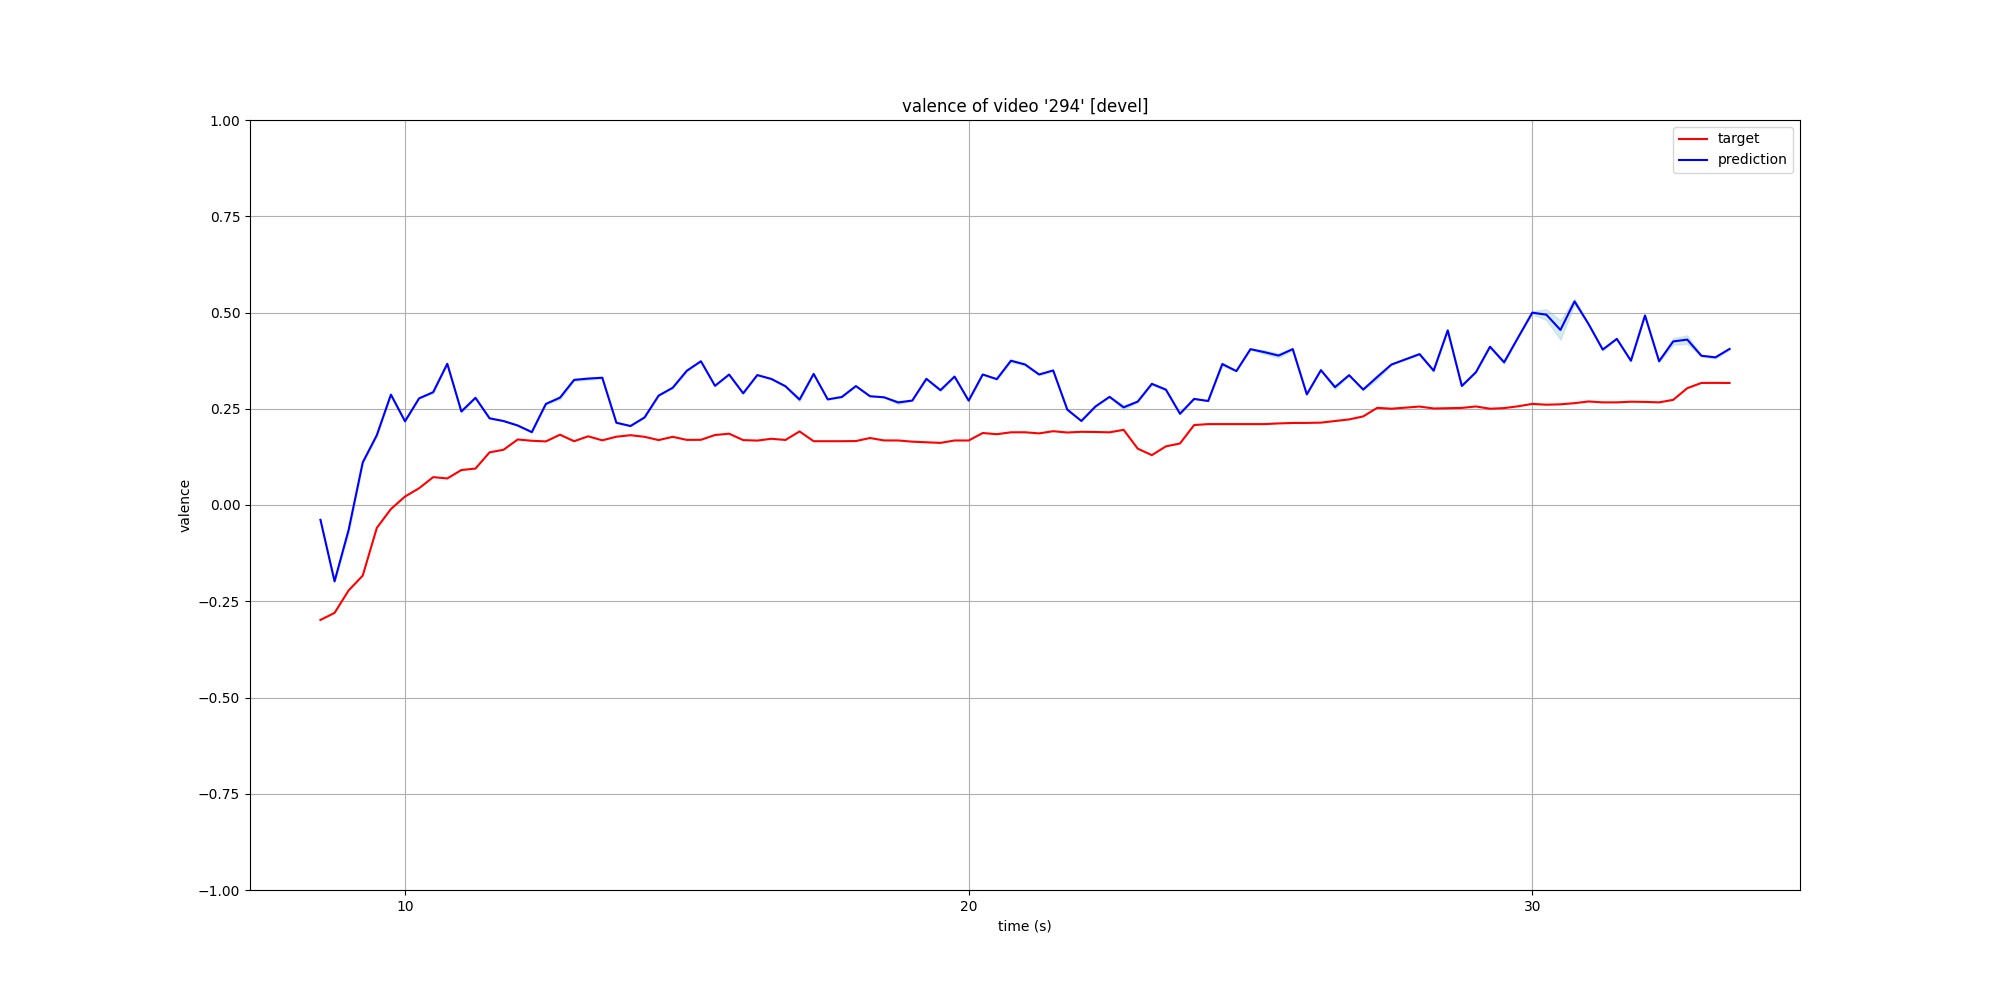 valence of video '294' [devel]
target
prediction
1.00
0.75
0.50
0.25
0.00
−0.25
−0.50
−0.75
−1.00
valence
10
20
30
time (s)